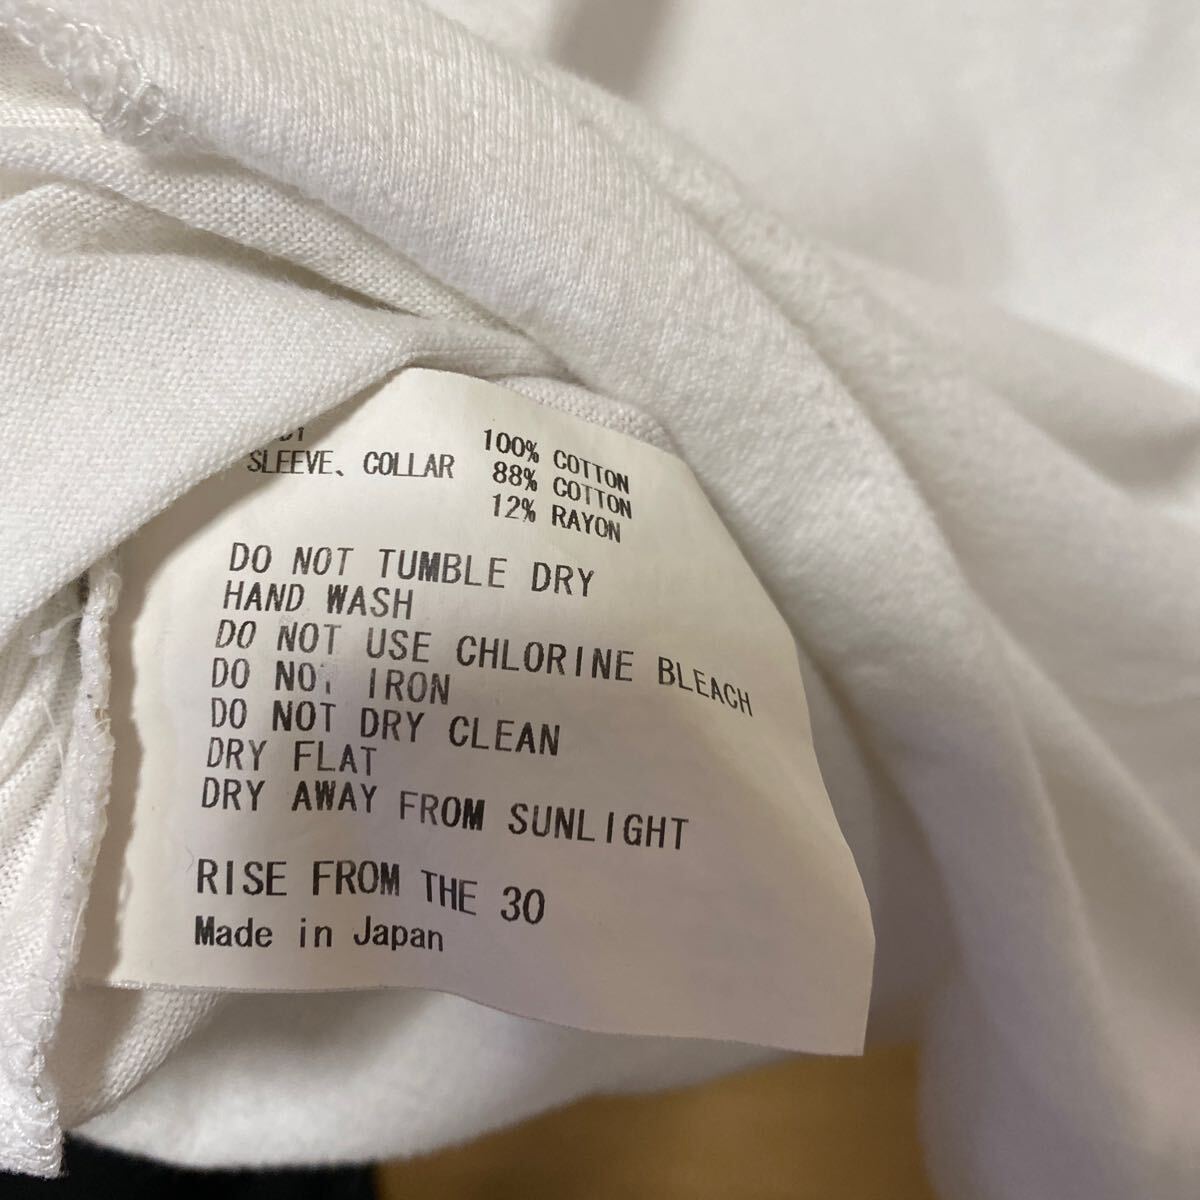 100% COTTON
SLEEVE、COLLAR 88% COTTON
12% RAYON
DO NOT TUMBLE DRY
HAND WASH
DO NOT USE CHLORINE BLEACH
DO NOT IRON
DO NOT DRY CLEAN
DRY FLAT
DRY AWAY FROM SUNLIGHT
RISE FROM THE 30
Made in Japan